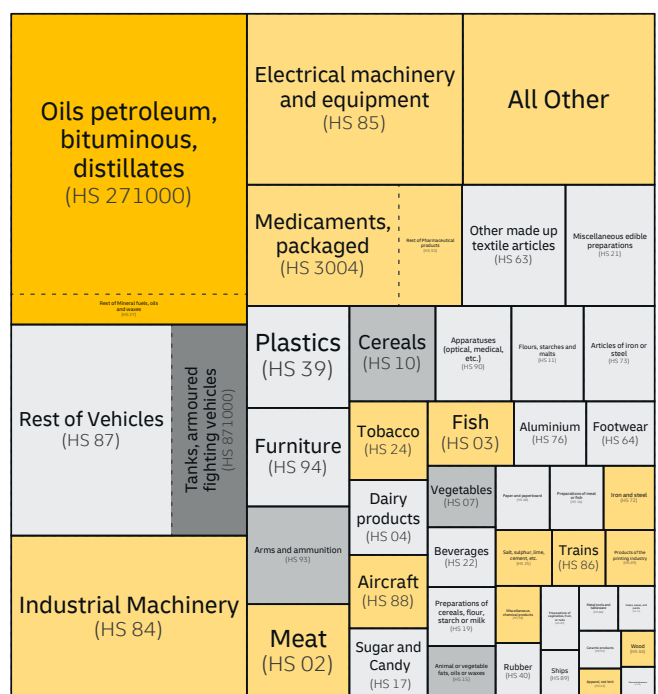 Oils petroleum,
bituminous,
distillates
(HS 271000)
Rest of Mineral fuels, oils
and waxes
(HS 27)
Electrical machinery
and equipment
(HS 85)
All Other
Medicaments,
packaged
(HS 3004)
Rest of Pharmaceutical
products
Other made up
textile articles
(HS 63)
Miscellaneous edible
preparations
(HS 21)
Rest of Vehicles
(HS 87)
Tanks, armoured
fighting vehicles
(HS 871000)
Plastics
(HS 39)
Cereals
(HS 10)
Apparatuses
(optical, medical,
etc.)
(HS 90)
Flours, starches and
malts
(HS 11)
Articles of iron or
steel
(HS 73)
Furniture
(HS 94)
Tobacco
(HS 24)
Fish
(HS 03)
Aluminium
(HS 76)
Footwear
(HS 64)
Dairy
products
(HS 04)
Vegetables
(HS 07)
Paper and paperboard
Preparations of meat
or fish
Iron and steel
(HS 72)
Arms and ammunition
(HS 93)
Beverages
(HS 22)
Salt, sulphur, lime,
cement, etc.
(HS 25)
Trains
(HS 86)
Products of the
printing industry
Industrial Machinery
(HS 84)
Meat
(HS 02)
Aircraft
(HS 88)
Preparations of
cereals, flour,
starch or milk
(HS 19)
Miscellaneous
chemical products
Sugar and
Candy
(HS 17)
Animal or vegetable
fats, oils or waxes
(HS 15)
Rubber
(HS 40)
Ships
(HS 89)
Ceramic products
Wood